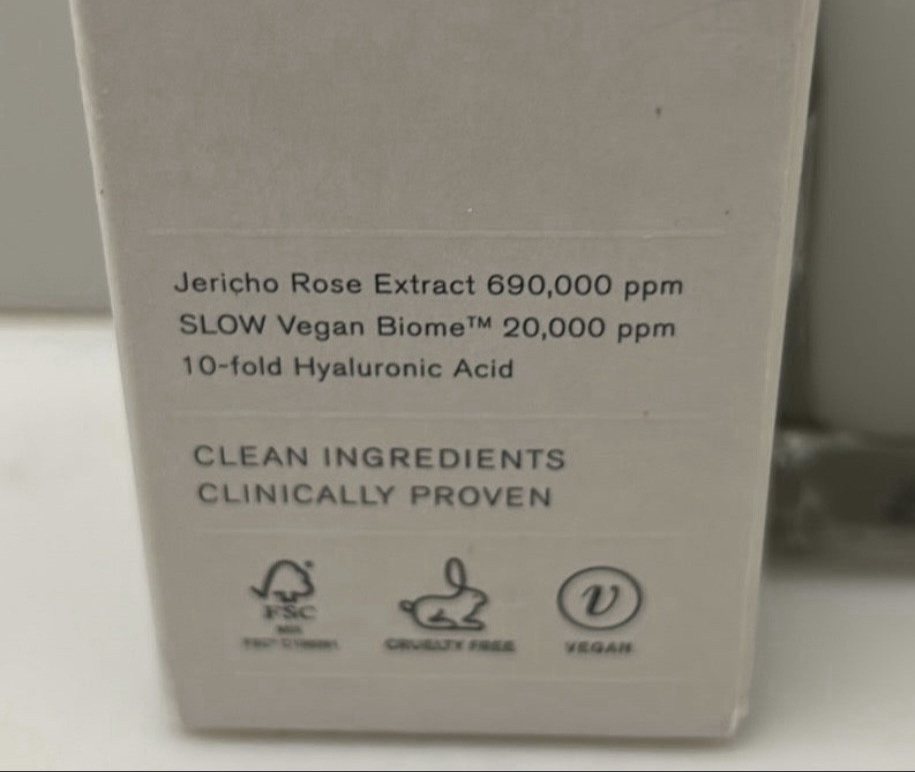 Jericho Rose Extract 690,000 ppm
SLOW Vegan Biome™ 20,000 ppm
10-fold Hyaluronic Acid
CLEAN INGREDIENTS
CLINICALLY PROVEN
FSC
CRUELTY FREE
V
VEGAN